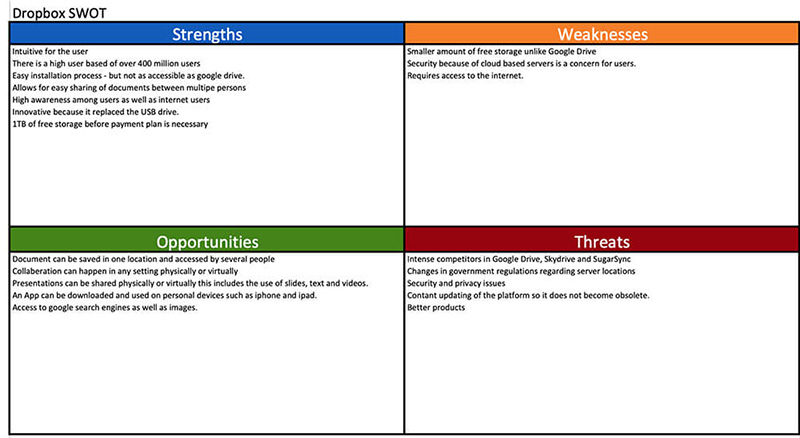 Dropbox SWOT
Strengths
Intuitive for the user
There is a high user based of over 400 million users
Easy installation process - but not as accessible as google drive.
Allows for easy sharing of documents between multipe persons
High awareness among users as well as internet users
Innovative because it replaced the USB drive.
1TB of free storage before payment plan is necessary
Weaknesses
Smaller amount of free storage unlike Google Drive
Security because of cloud based servers is a concern for users.
Requires access to the internet.
Opportunities
Document can be saved in one location and accessed by several people
Collaberation can happen in any setting physically or virtually
Presentations can be shared physically or virtually this includes the use of slides, text and videos.
An App can be downloaded and used on personal devices such as iphone and ipad.
Access to google search engines as well as images.
Threats
Intense competitors in Google Drive, Skydrive and SugarSync
Changes in government regulations regarding server locations
Security and privacy issues
Contant updating of the platform so it does not become obsolete.
Better products